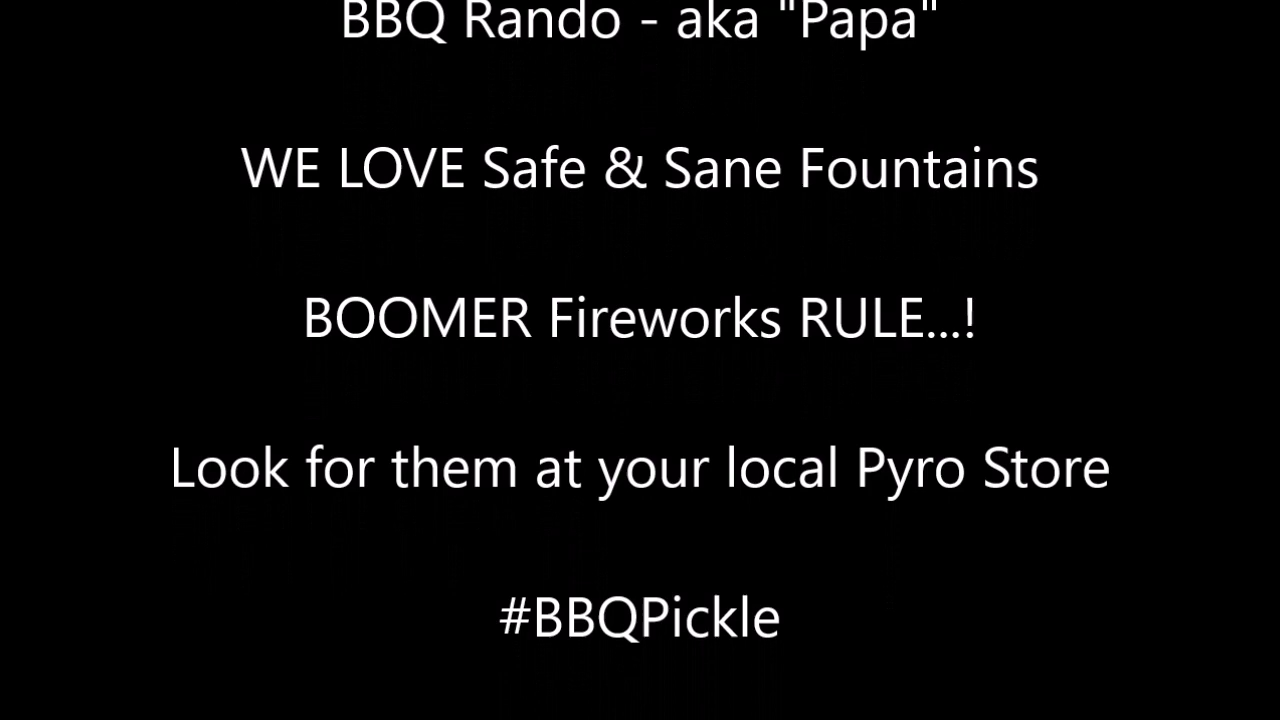 BBQ Rando - aka "Papa"
WE LOVE Safe & Sane Fountains
BOOMER Fireworks RULE...!
Look for them at your local Pyro Store
#BBQPickle